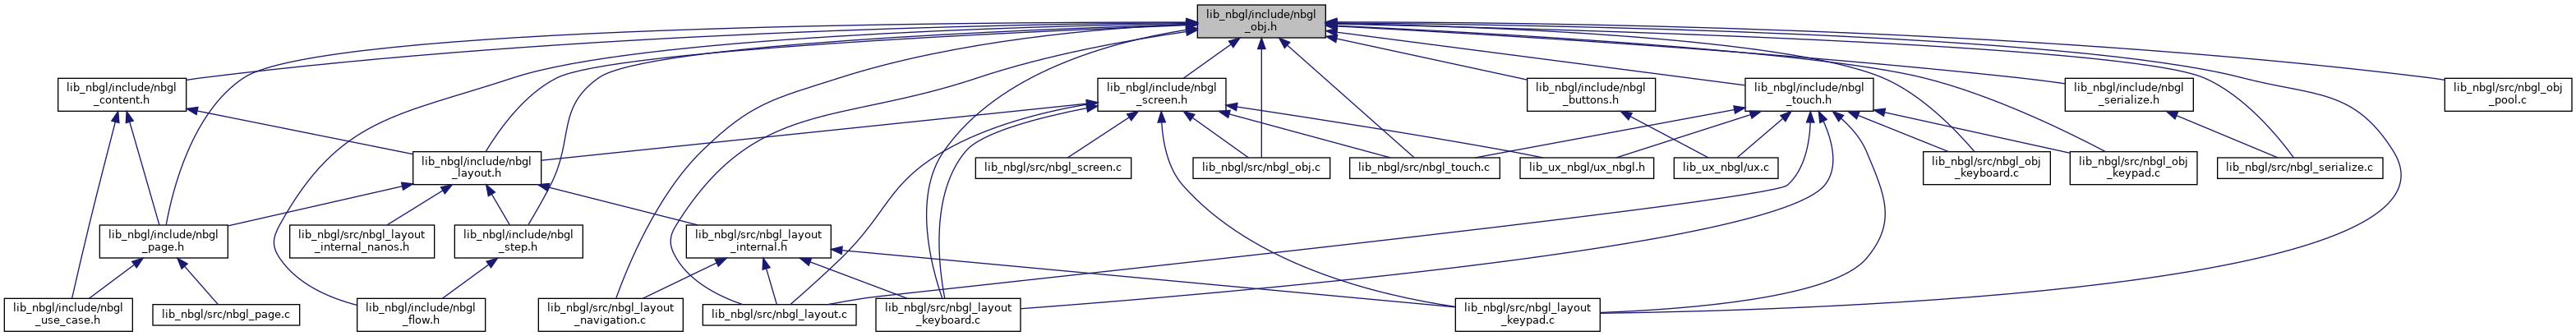 lib_nbgl/include/nbgl
_obj.h
lib_nbgl/include/nbgl
_content.h
lib_nbgl/include/nbgl
_screen.h
lib_nbgl/include/nbgl
_buttons.h
lib_nbgl/include/nbgl
_touch.h
lib_nbgl/include/nbgl
_serialize.h
lib_nbgl/src/nbgl_obj
_pool.c
lib_nbgl/include/nbgl
_layout.h
lib_nbgl/src/nbgl_screen.c
lib_nbgl/src/nbgl_obj.c
lib_nbgl/src/nbgl_touch.c
lib_ux_nbgl/ux_nbgl.h
lib_ux_nbgl/ux.c
lib_nbgl/src/nbgl_obj
_keyboard.c
lib_nbgl/src/nbgl_obj
_keypad.c
lib_nbgl/src/nbgl_serialize.c
lib_nbgl/include/nbgl
_page.h
lib_nbgl/src/nbgl_layout
_internal_nanos.h
lib_nbgl/include/nbgl
_step.h
lib_nbgl/src/nbgl_layout
_internal.h
lib_nbgl/include/nbgl
_use_case.h
lib_nbgl/src/nbgl_page.c
lib_nbgl/include/nbgl
_flow.h
lib_nbgl/src/nbgl_layout
_navigation.c
lib_nbgl/src/nbgl_layout.c
lib_nbgl/src/nbgl_layout
_keyboard.c
lib_nbgl/src/nbgl_layout
_keypad.c